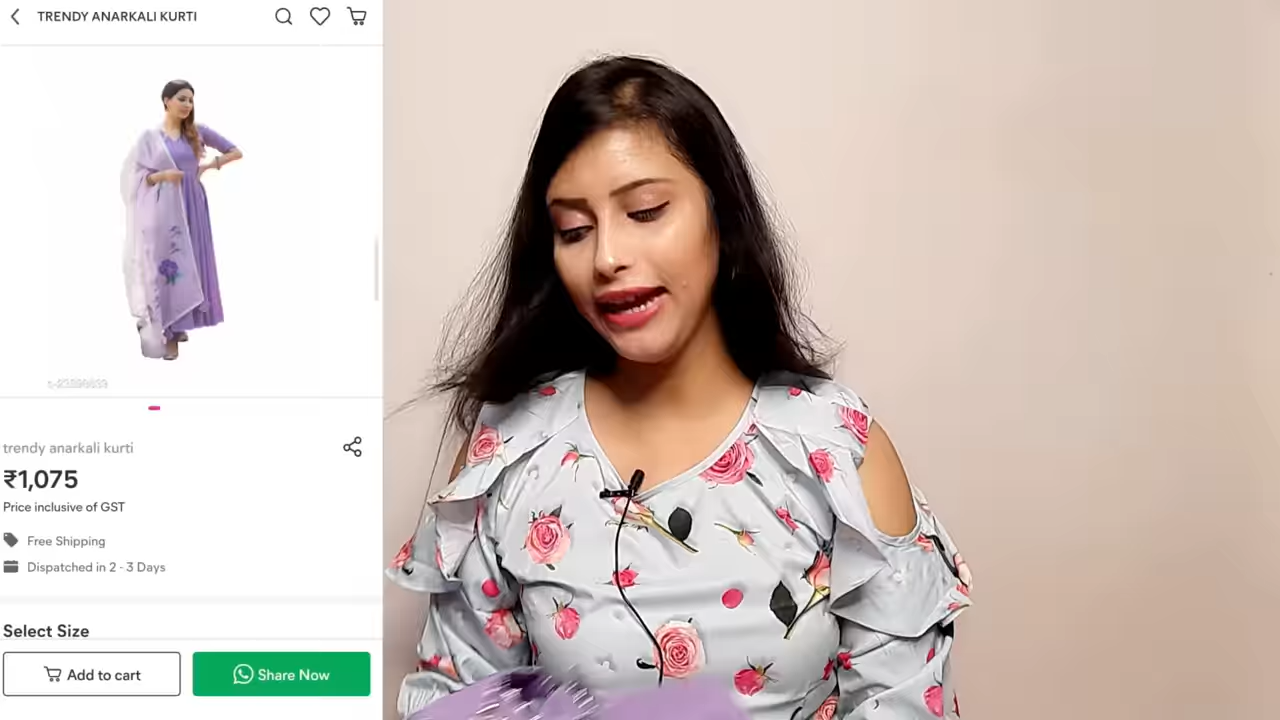 TRENDY ANARKALI KURTI
trendy anarkali kurti
₹1,075
Price inclusive of GST
Free Shipping
Dispatched in 2 - 3 Days
Select Size
Add to cart
Share Now